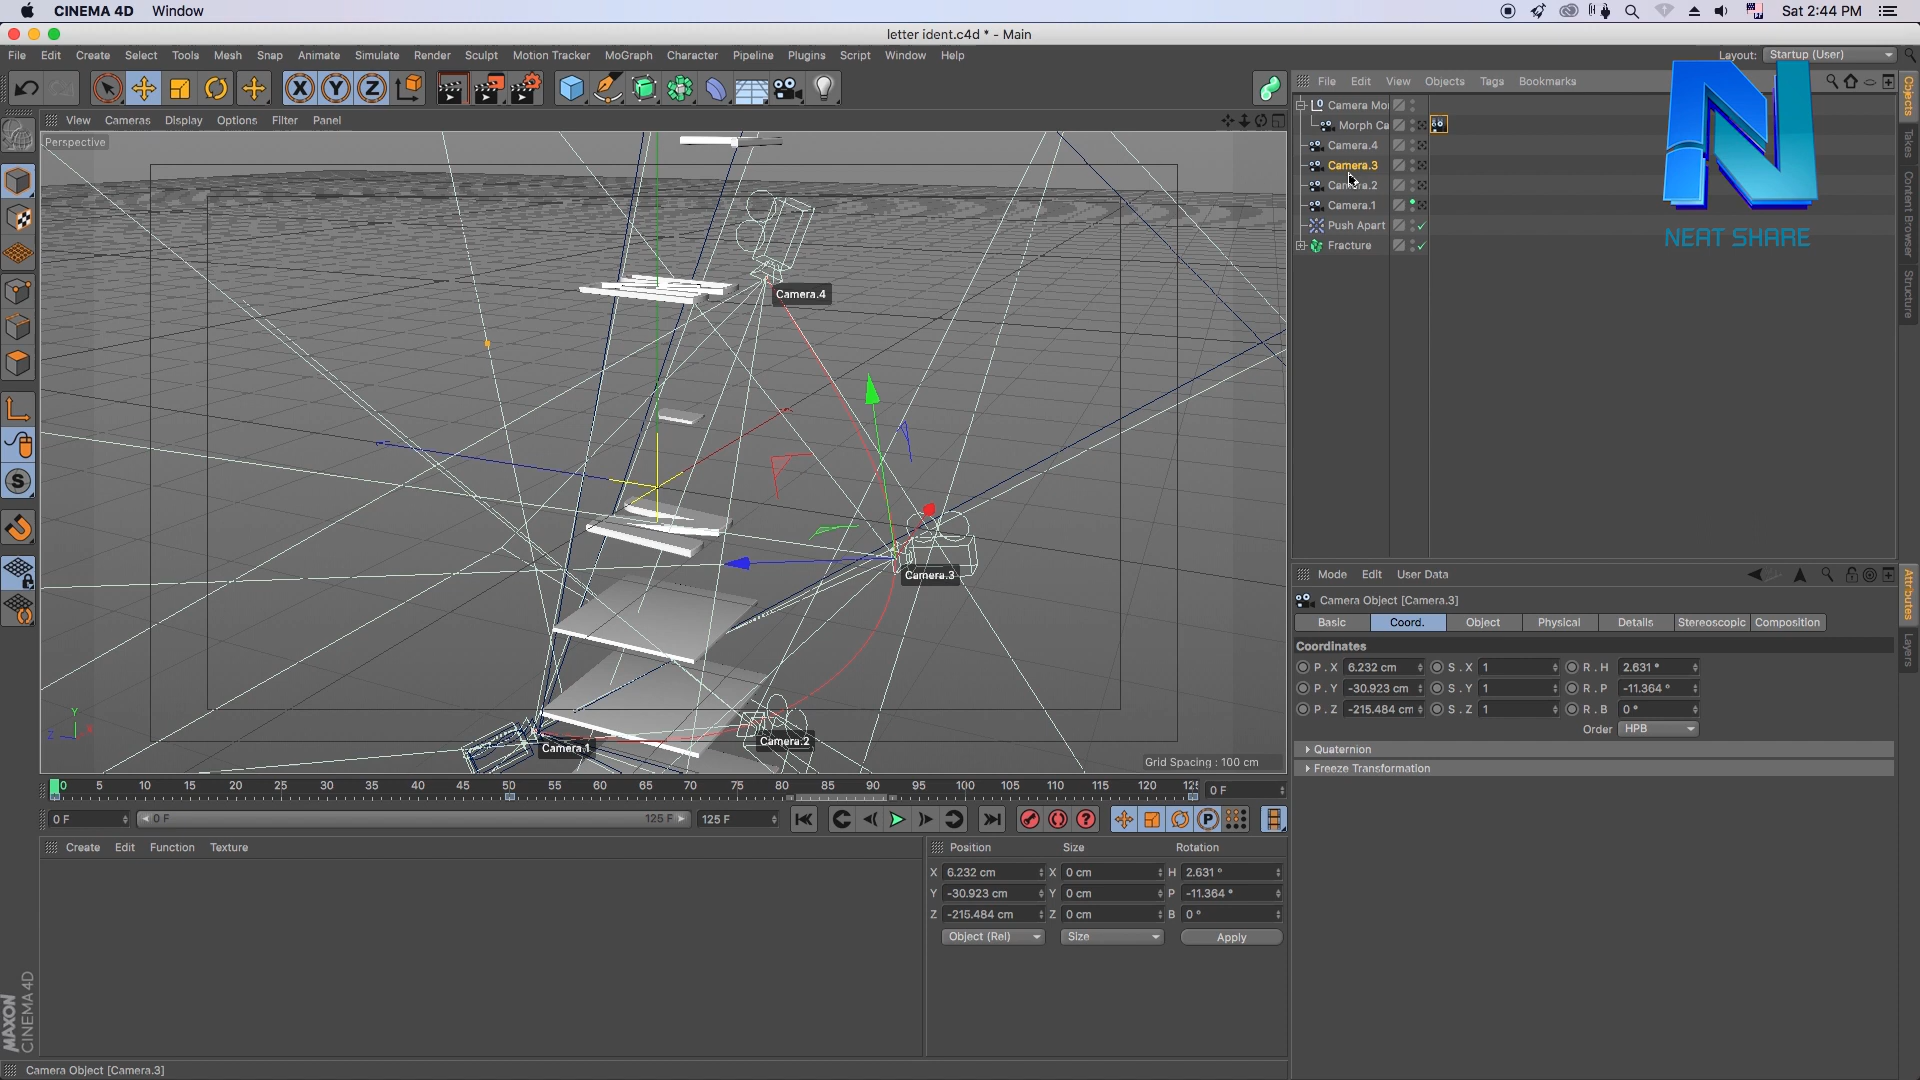 CINEMA 4D Window
Sat 2:44 PM
letter ident.c4d * - Main
File Edit Create Select Tools Mesh Snap Animate Simulate Render Sculpt Motion Tracker MoGraph Character Pipeline Plugins Script Window Help
Layout: Startup (User)
X Y Z
File Edit View Objects Tags Bookmarks
View Cameras Display Options Filter Panel
Perspective
Camera Mo
Morph Ca
Camera.4
Camera.3
Camera.2
Camera.1
Push Apart
Fracture
NEAT SHARE
Objects
Takes
Content Browser
Structure
Camera.4
Camera.3
Camera.1
Camera.2
Y
X
Z
Grid Spacing : 100 cm
Mode Edit User Data
Camera Object [Camera.3]
Basic Coord. Object Physical Details Stereoscopic Composition
Coordinates
P . X 6.232 cm S . X 1 R . H 2.631 °
P . Y -30.923 cm S . Y 1 R . P -11.364 °
P . Z -215.484 cm S . Z 1 R . B 0 °
Order HPB
Quaternion
Freeze Transformation
Attributes
Layers
0 5 10 15 20 25 30 35 40 45 50 55 60 65 70 75 80 85 90 95 100 105 110 115 120 0 F
0 F 0 F 125 F 125 F
Create Edit Function Texture
Position Size Rotation
X 6.232 cm X 0 cm H 2.631 °
Y -30.923 cm Y 0 cm P -11.364 °
Z -215.484 cm Z 0 cm B 0 °
Object (Rel) Size Apply
MAXON
CINEMA 4D
Camera Object [Camera.3]